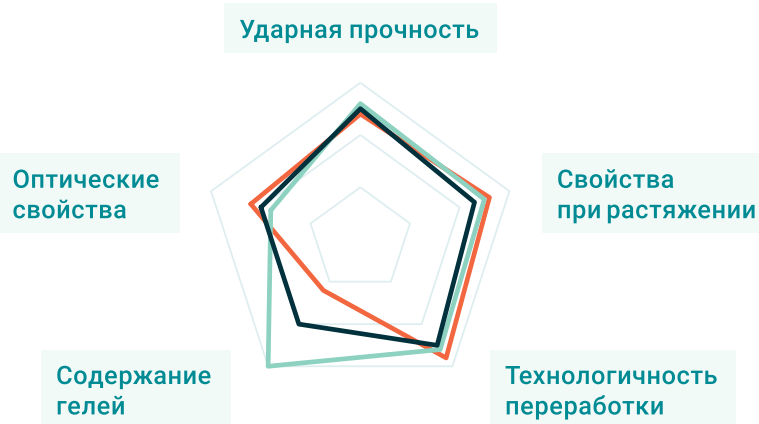 Ударная прочность
Оптические
свойства
Свойства
при растяжении
Содержание
гелей
Технологичность
переработки